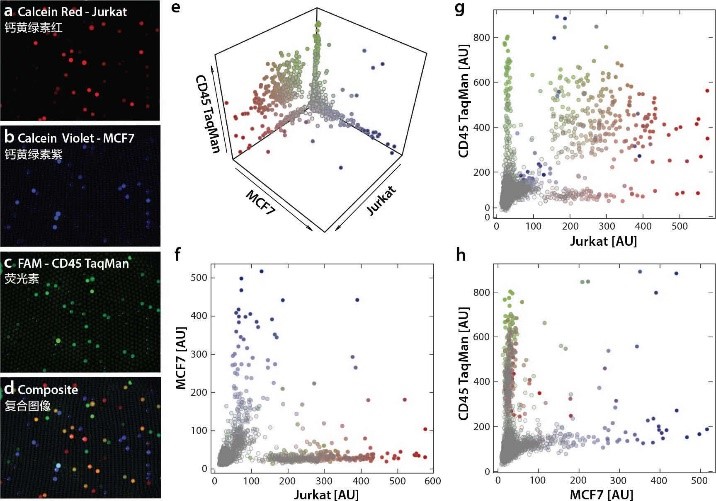 a Calcein Red - Jurkat
钙黄绿素红
b Calcein Violet - MCF7
钙黄绿素紫
c FAM - CD45 TaqMan
荧光素
d Composite
复合图像
e
CD45 TaqMan
MCF7
Jurkat
f
500
400
300
200
100
0
MCF7 [AU]
0 100 200 300 400 500 600
Jurkat [AU]
g
800
600
400
200
0
0
CD45 TaqMan [AU]
100 200 300 400 500
Jurkat [AU]
h
800
600
400
200
0
CD45 TaqMan [AU]
0 100 200 300 400 500
MCF7 [AU]